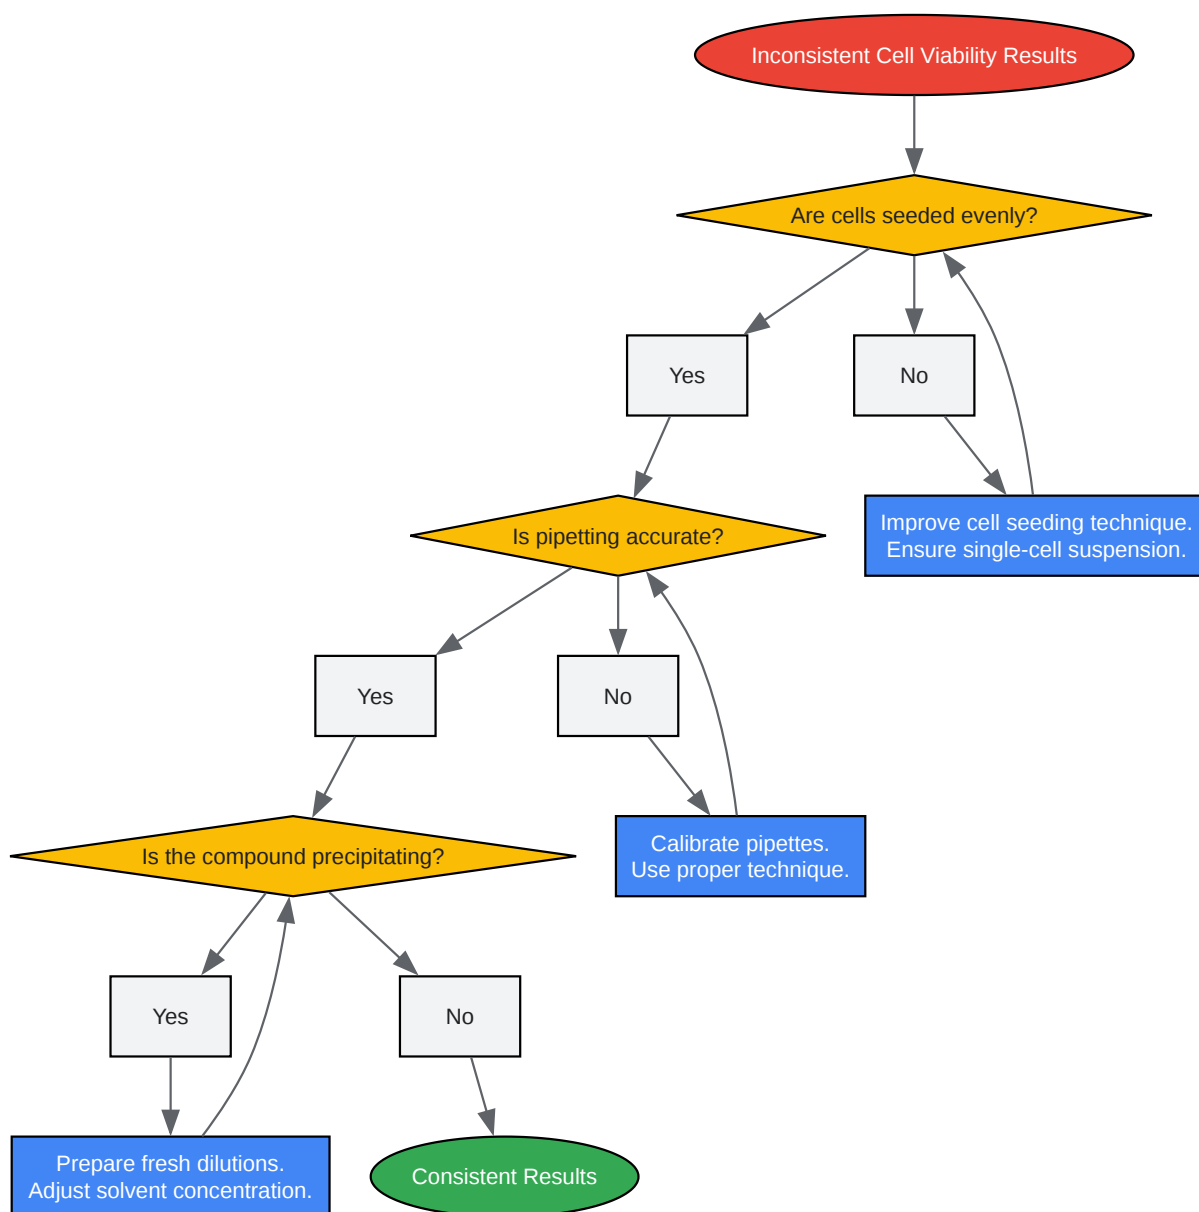 Inconsistent Cell Viability Results
Are cells seeded evenly?
Yes
No
Improve cell seeding technique.
Ensure single-cell suspension.
Is pipetting accurate?
Yes
No
Calibrate pipettes.
Use proper technique.
Is the compound precipitating?
Yes
No
Prepare fresh dilutions.
Adjust solvent concentration.
Consistent Results